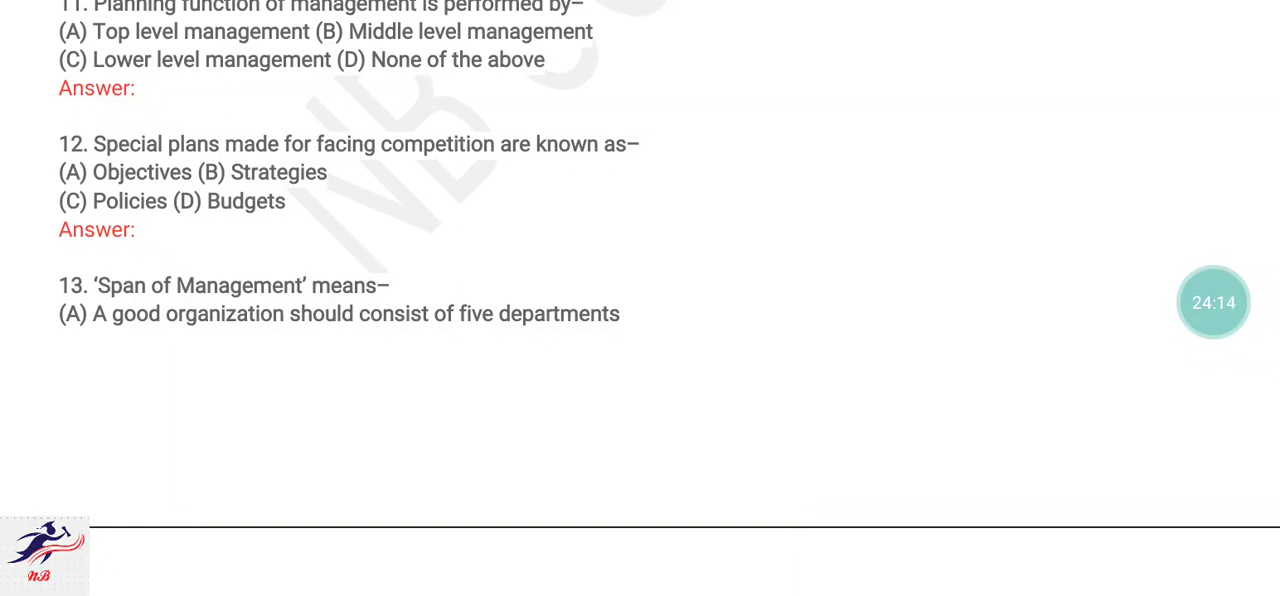 11. Planning function of management is performed by–
(A) Top level management (B) Middle level management
(C) Lower level management (D) None of the above
Answer:
12. Special plans made for facing competition are known as–
(A) Objectives (B) Strategies
(C) Policies (D) Budgets
Answer:
13. ‘Span of Management’ means–
(A) A good organization should consist of five departments
24:14
NB